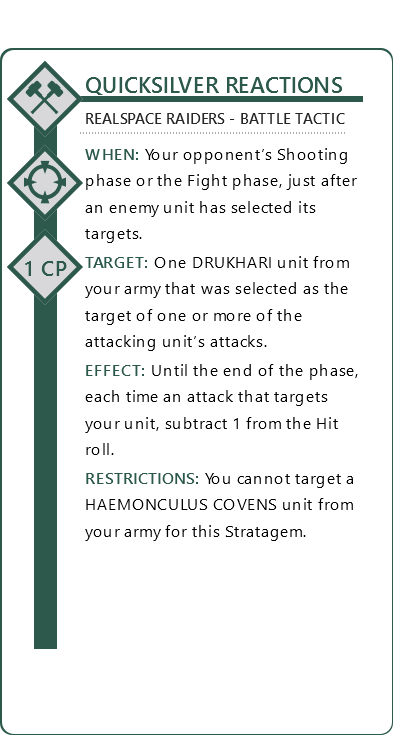 QUICKSILVER REACTIONS
REALSPACE RAIDERS - BATTLE TACTIC
WHEN: Your opponent's Shooting
phase or the Fight phase, just after
an enemy unit has selected its
targets.
1 CP
TARGET: One DRUKHARI unit from
your army that was selected as the
target of one or more of the
attacking unit's attacks.
EFFECT: Until the end of the phase,
each time an attack that targets
your unit, subtract 1 from the Hit
roll.
RESTRICTIONS: You cannot target a
HAEMONCULUS COVENS unit from
your army for this Stratagem.